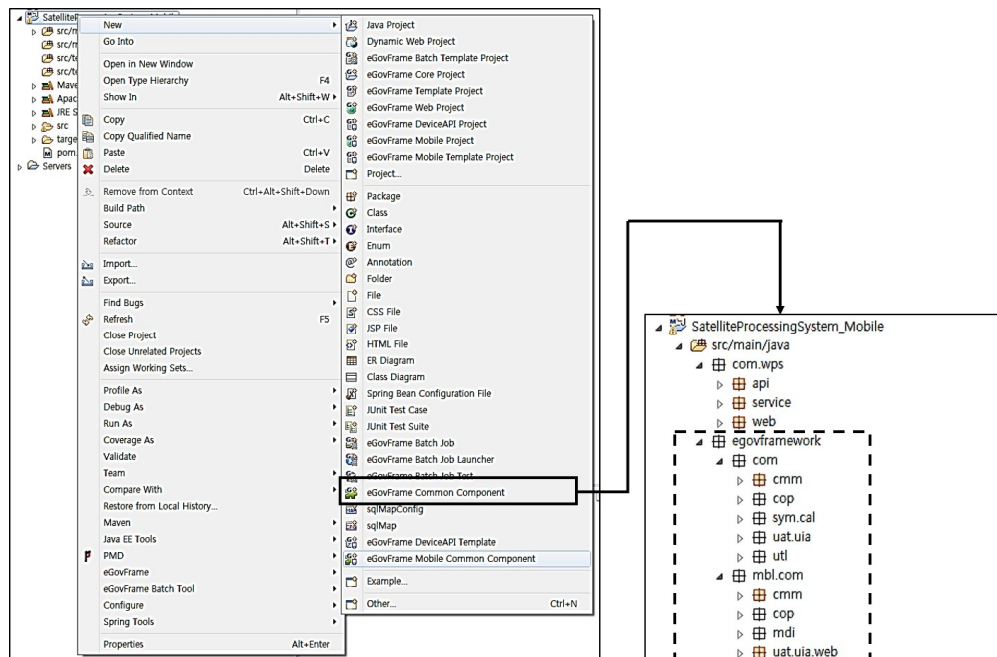 SatelliteProcessingSystem_Mobile
src/m
src/m
src/te
src/te
Mave
Apac
JRE S
src
targe
pom.
Servers
New
Go Into
Open in New Window
Open Type Hierarchy F4
Show In Alt+Shift+W
Copy Ctrl+C
Copy Qualified Name
Paste Ctrl+V
Delete Delete
Remove from Context Ctrl+Alt+Shift+Down
Build Path
Source Alt+Shift+S
Refactor Alt+Shift+T
Import...
Export...
Find Bugs
Refresh F5
Close Project
Close Unrelated Projects
Assign Working Sets...
Profile As
Debug As
Run As
Coverage As
Validate
Team
Compare With
Restore from Local History...
Maven
Java EE Tools
PMD
eGovFrame
eGovFrame Batch Tool
Configure
Spring Tools
Properties Alt+Enter
Java Project
Dynamic Web Project
eGovFrame Batch Template Project
eGovFrame Core Project
eGovFrame Template Project
eGovFrame Web Project
eGovFrame DeviceAPI Project
eGovFrame Mobile Project
eGovFrame Mobile Template Project
Project...
Package
Class
Interface
Enum
Annotation
Folder
File
CSS File
JSP File
HTML File
ER Diagram
Class Diagram
Spring Bean Configuration File
JUnit Test Case
JUnit Test Suite
eGovFrame Batch Job
eGovFrame Batch Job Launcher
eGovFrame Batch Job Test
eGovFrame Common Component
sqlMapConfig
sqlMap
eGovFrame DeviceAPI Template
eGovFrame Mobile Common Component
Example...
Other... Ctrl+N
SatelliteProcessingSystem_Mobile
src/main/java
com.wps
api
service
web
egovframework
com
cmm
cop
sym.cal
uat.uia
utl
mbl.com
cmm
cop
mdi
uat.uia.web